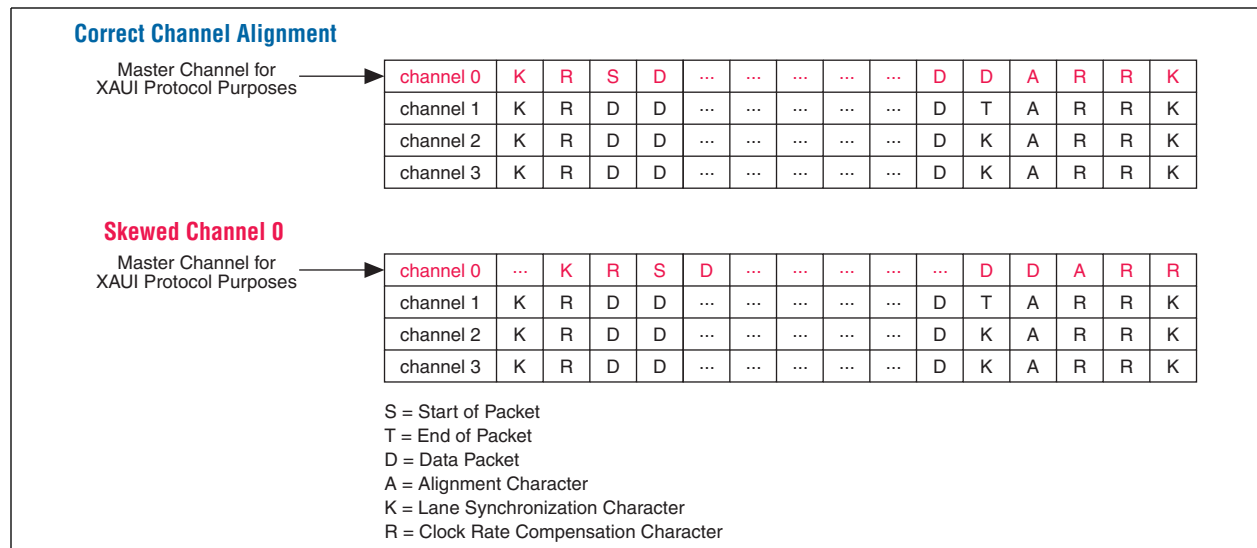 Correct Channel Alignment
Master Channel for
XAUI Protocol Purposes
channel 0 K R S D ... ... ... ... ... D D A R R K
channel 1 K R D D ... ... ... ... ... D T A R R K
channel 2 K R D D ... ... ... ... ... D K A R R K
channel 3 K R D D ... ... ... ... ... D K A R R K
Skewed Channel 0
Master Channel for
XAUI Protocol Purposes
channel 0 ... K R S D ... ... ... ... ... D D A R R
channel 1 K R D D ... ... ... ... ... D T A R R K
channel 2 K R D D ... ... ... ... ... D K A R R K
channel 3 K R D D ... ... ... ... ... D K A R R K
S = Start of Packet
T = End of Packet
D = Data Packet
A = Alignment Character
K = Lane Synchronization Character
R = Clock Rate Compensation Character